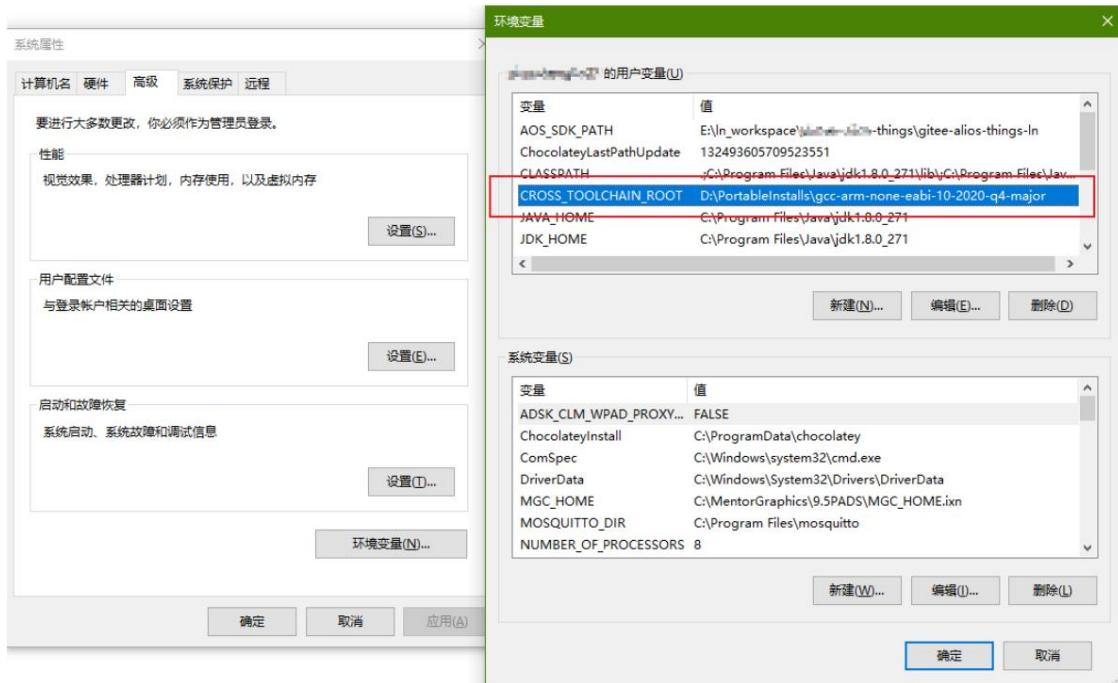 系统属性
计算机名 硬件 高级 系统保护 远程
要进行大多数更改，你必须作为管理员登录。
性能
视觉效果，处理器计划，内存使用，以及虚拟内存
设置(S)...
用户配置文件
与登录帐户相关的桌面设置
设置(E)...
启动和故障恢复
系统启动、系统故障和调试信息
设置(T)...
环境变量(N)...
确定 取消 应用(A)
环境变量
的用户变量(U)
变量 值
AOS_SDK_PATH E:\ln_workspace\ -things\gitee-alios-things-ln
ChocolateyLastPathUpdate 132493605709523551
CLASSPATH .;C:\Program Files\Java\jdk1.8.0_271\lib\;C:\Program Files\Jav...
CROSS_TOOLCHAIN_ROOT D:\PortableInstalls\gcc-arm-none-eabi-10-2020-q4-major
JAVA_HOME C:\Program Files\Java\jdk1.8.0_271
JDK_HOME C:\Program Files\Java\jdk1.8.0_271
新建(N)... 编辑(E)... 删除(D)
系统变量(S)
变量 值
ADSK_CLM_WPAD_PROXY... FALSE
ChocolateyInstall C:\ProgramData\chocolatey
ComSpec C:\Windows\system32\cmd.exe
DriverData C:\Windows\System32\Drivers\DriverData
MGC_HOME C:\MentorGraphics\9.5PADS\MGC_HOME.ixn
MOSQUITTO_DIR C:\Program Files\mosquitto
NUMBER_OF_PROCESSORS 8
新建(W)... 编辑(I)... 删除(L)
确定 取消